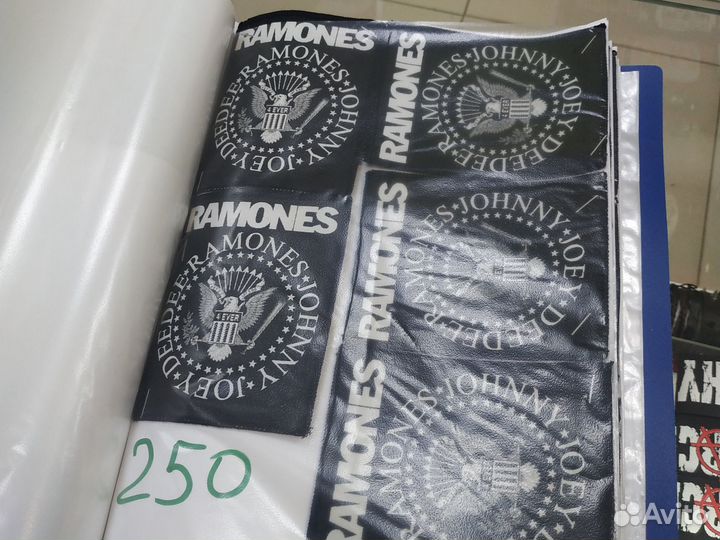 RAMONES
RAMONES · JOHNNY · JOEY · DEEDEE
4 EVER
RAMONES
RAMONES · JOHNNY · JOEY · DEEDEE
RAMONES
RAMONES · JOHNNY · JOEY · DEEDEE
4 EVER
RAMONES
RAMONES · JOHNNY · JOEY · DEEDEE
RAMONES
RAMONES · JOHNNY · JOEY
250
Avito